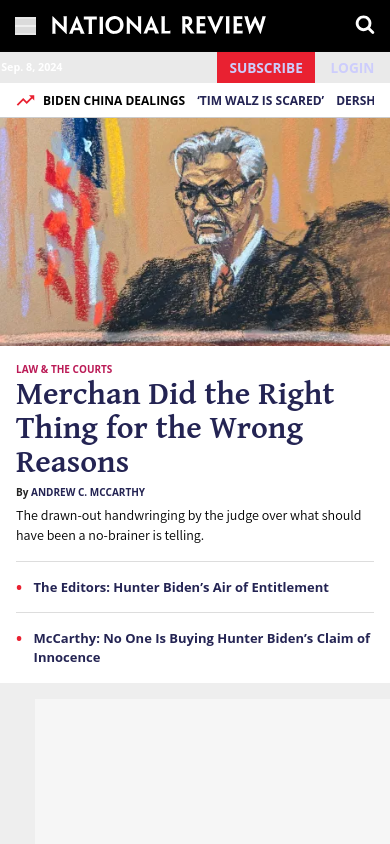 NATIONAL REVIEW
Sep. 8, 2024
SUBSCRIBE
LOGIN
BIDEN CHINA DEALINGS ‘TIM WALZ IS SCARED’ DERSH
LAW & THE COURTS
Merchan Did the Right
Thing for the Wrong
Reasons
By ANDREW C. MCCARTHY
The drawn-out handwringing by the judge over what should
have been a no-brainer is telling.
• The Editors: Hunter Biden’s Air of Entitlement
• McCarthy: No One Is Buying Hunter Biden’s Claim of
Innocence